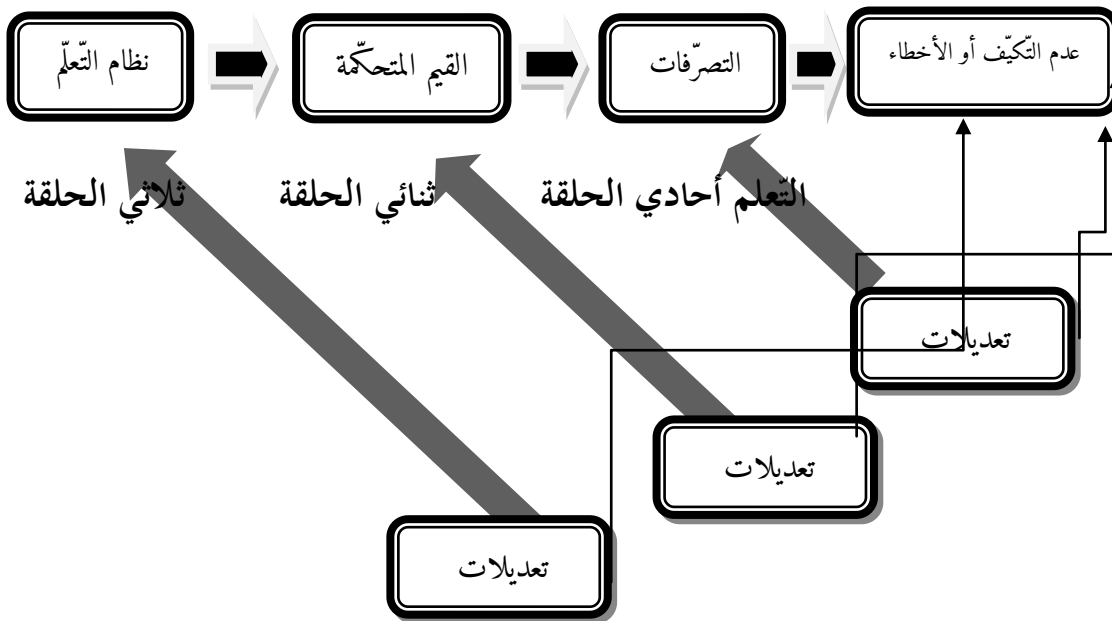 نظام التّعلّم
القيم المتحكّمة
التصرّفات
عدم التّكيّف أو الأخطاء
ثلاثي الحلقة
ثنائي الحلقة
التّعلم أحادي الحلقة
تعديلات
تعديلات
تعديلات